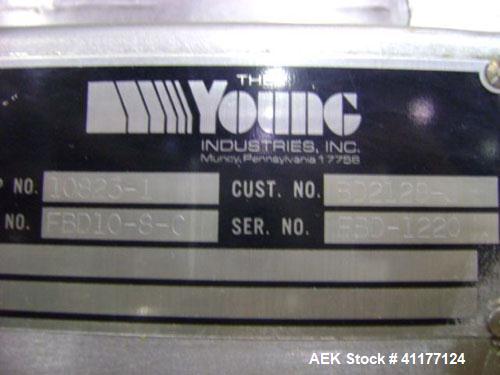 THE
Young
INDUSTRIES, INC.
Muncy, Pennsylvania 17756
P NO. 10823-1 CUST. NO.
NO. FBD10-8-C SER. NO. FBD-1220
AEK Stock # 41177124